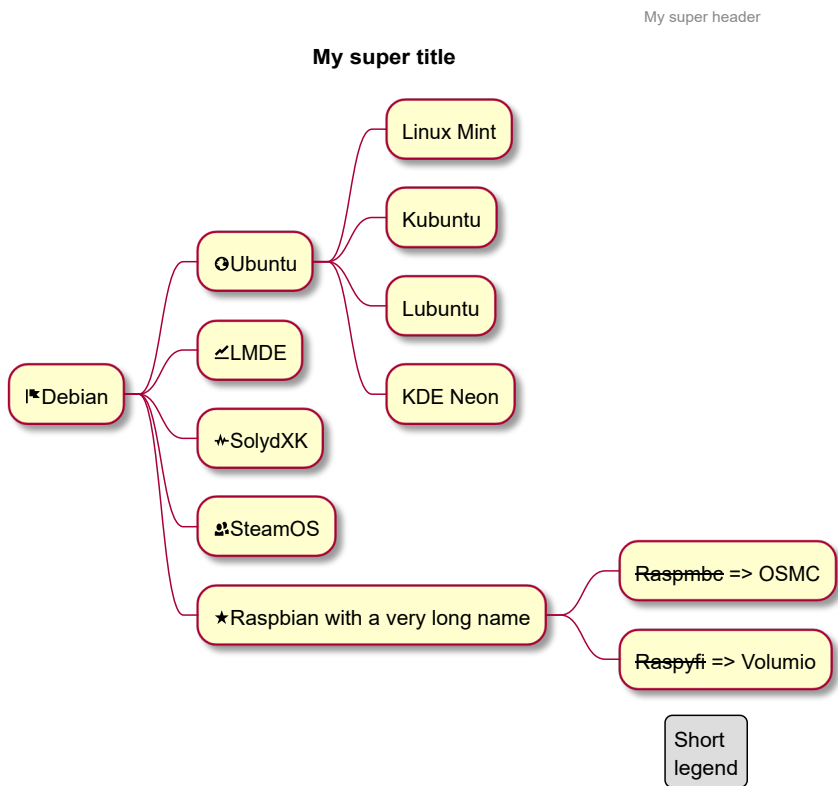 My super header
My super title
Linux Mint
Kubuntu
Ubuntu
Lubuntu
LMDE
KDE Neon
Debian
SolydXK
SteamOS
Raspmbc => OSMC
Raspbian with a very long name
Raspyfi => Volumio
Short
legend